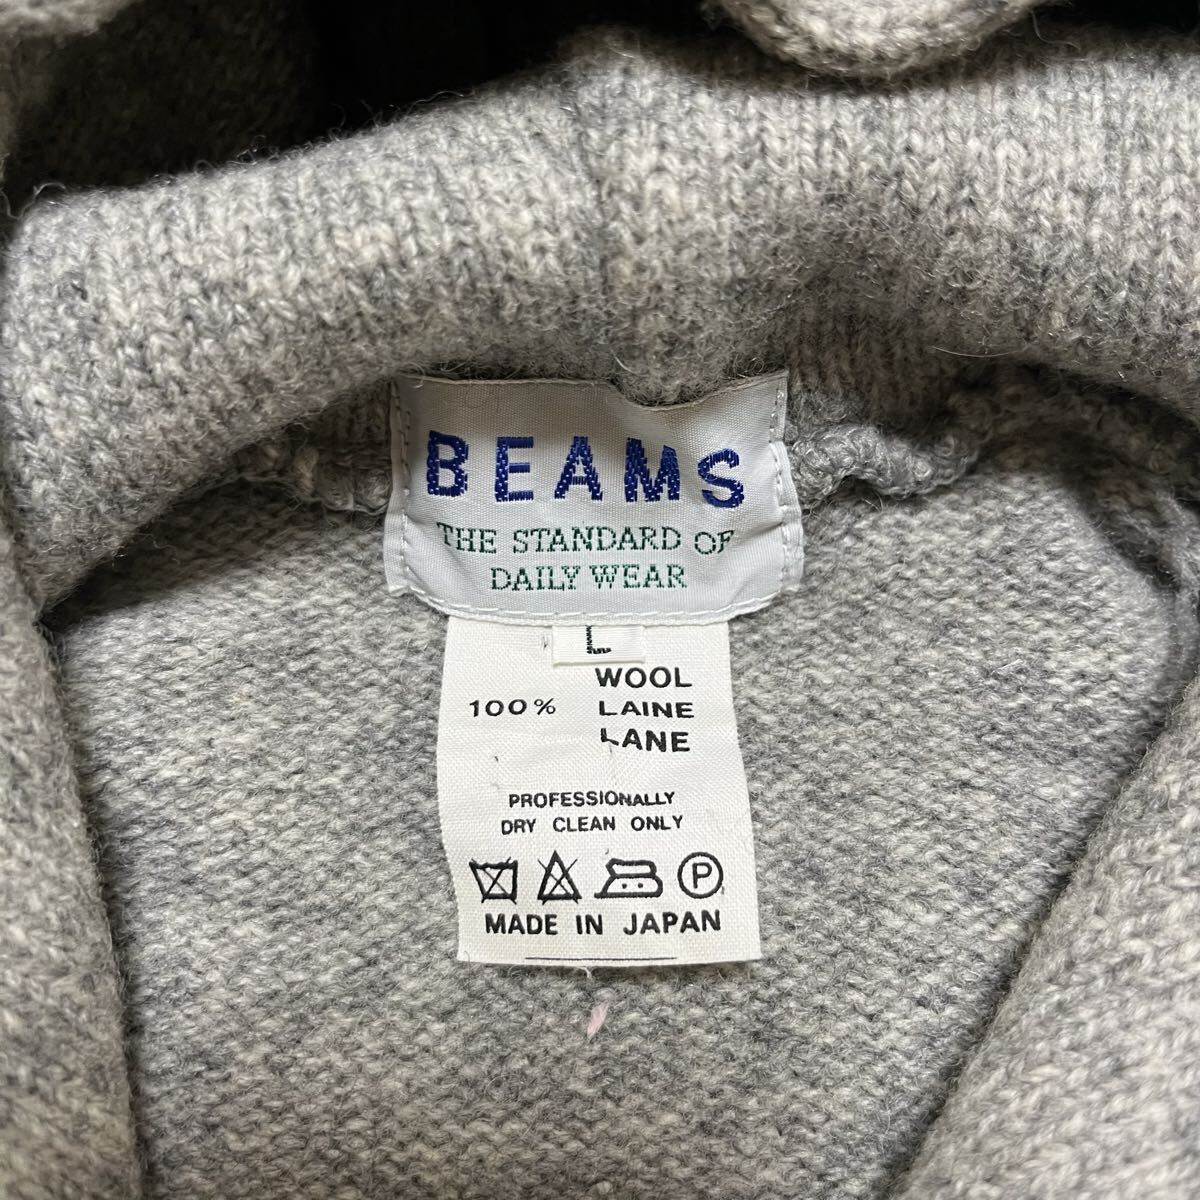 BEAMS
THE STANDARD OF
DAILY WEAR
L
WOOL
100% LAINE
LANE
PROFESSIONALLY
DRY CLEAN ONLY
P
MADE IN JAPAN